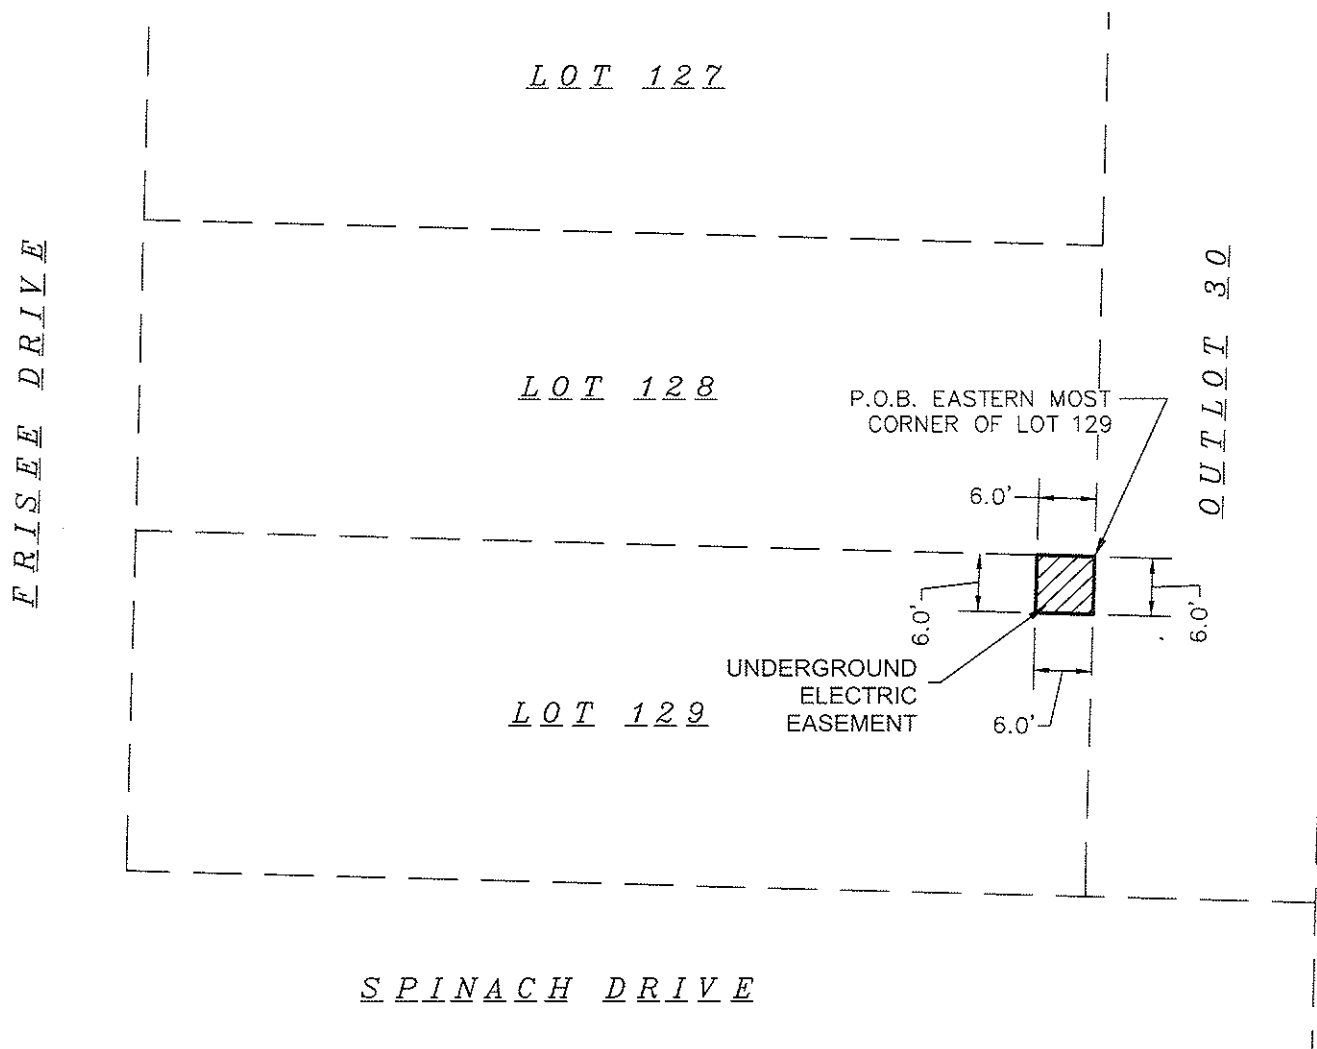 LOT 127
FRISEE DRIVE
OUTLOT 30
LOT 128
P.O.B. EASTERN MOST
CORNER OF LOT 129
6.0'
6.0'
6.0'
UNDERGROUND
ELECTRIC
EASEMENT
LOT 129
6.0'
SPINACH DRIVE